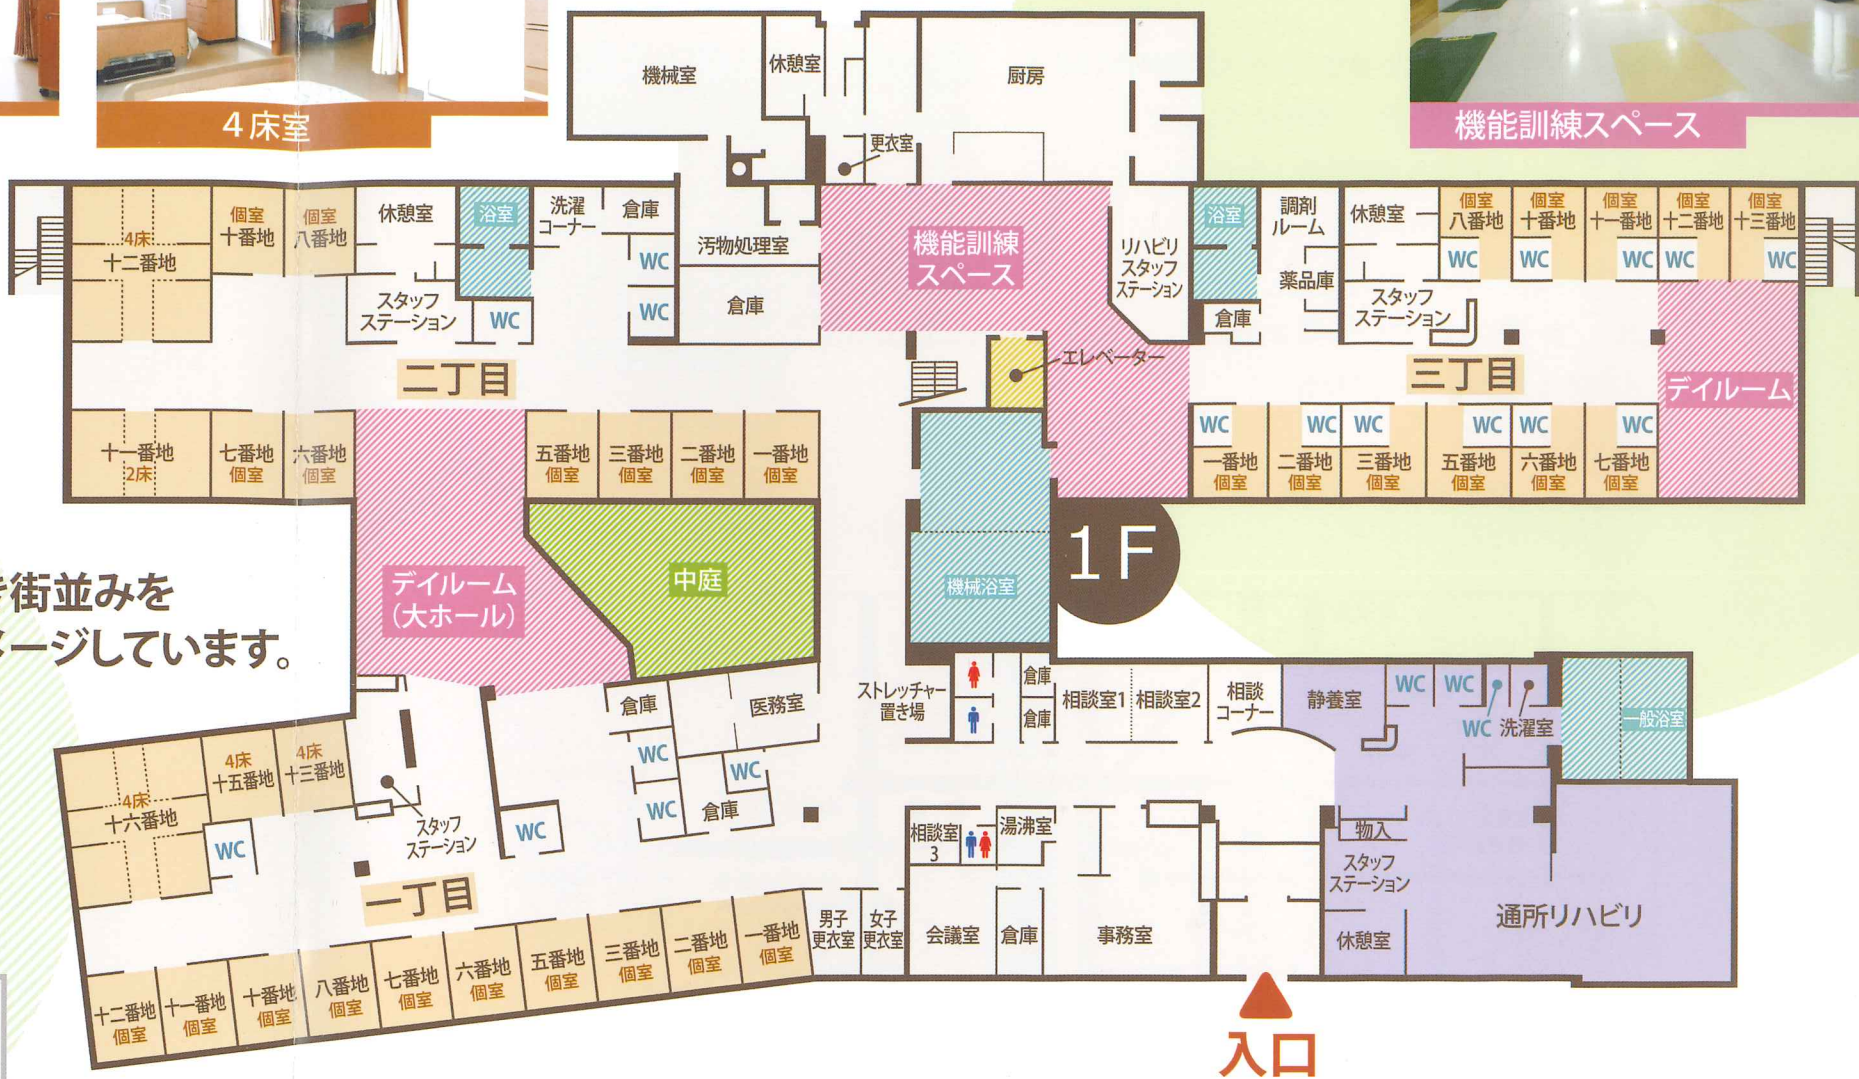 4床室
機能訓練スペース
機械室
休憩室
厨房
更衣室
4床
十二番地
個室
十番地
個室
八番地
休憩室
浴室
洗濯
コーナー
倉庫
WC
WC
スタッフ
ステーション
WC
汚物処理室
倉庫
機能訓練
スペース
リハビリ
スタッフ
ステーション
浴室
倉庫
調剤
ルーム
薬品庫
休憩室
スタッフ
ステーション
個室
八番地
WC
個室
十番地
WC
個室
十一番地
WC
個室
十二番地
WC
個室
十三番地
WC
二丁目
エレベーター
三丁目
デイルーム
十一番地
2床
七番地
個室
六番地
個室
五番地
個室
三番地
個室
二番地
個室
一番地
個室
WC
一番地
個室
WC
二番地
個室
WC
三番地
個室
WC
五番地
個室
WC
六番地
個室
WC
七番地
個室
デイルーム
(大ホール)
中庭
機械浴室
1F
街並みを
メージしています。
倉庫
医務室
WC
WC
WC
倉庫
ストレッチャー
置き場
倉庫
倉庫
相談室1
相談室2
相談
コーナー
静養室
WC
WC
WC
洗濯室
一般浴室
4床
十六番地
4床
十五番地
4床
十三番地
WC
スタッフ
ステーション
WC
一丁目
相談室
3
湯沸室
物入
スタッフ
ステーション
通所リハビリ
休憩室
男子
更衣室
女子
更衣室
会議室
倉庫
事務室
十二番地
個室
十一番地
個室
十番地
個室
八番地
個室
七番地
個室
六番地
個室
五番地
個室
三番地
個室
二番地
個室
一番地
個室
入口